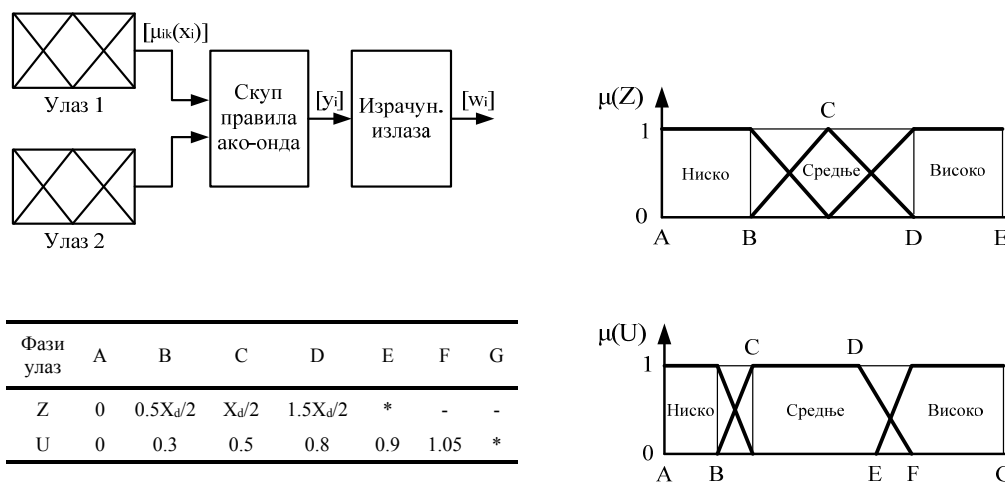 [μik(xi)]
Улаз 1
Скуп
правила
ако-онда
[yi]
Израчун.
излаза
[wi]
Улаз 2
μ(Z)
C
1
Ниско
Средње
Високо
0
A B D E
Фази
улаз A B C D E F G
Z 0 0.5Xd/2 Xd/2 1.5Xd/2 * - -
U 0 0.3 0.5 0.8 0.9 1.05 *
μ(U)
C D
1
Ниско
Средње
Високо
0
A B E F G